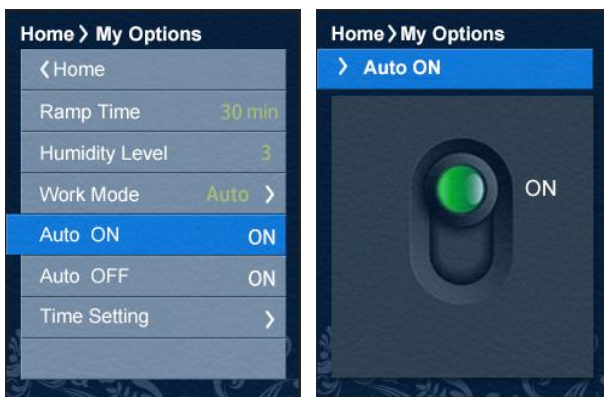 Home > My Options
< Home
Ramp Time 30 min
Humidity Level 3
Work Mode Auto >
Auto ON ON
Auto OFF ON
Time Setting >
Home > My Options
> Auto ON
ON